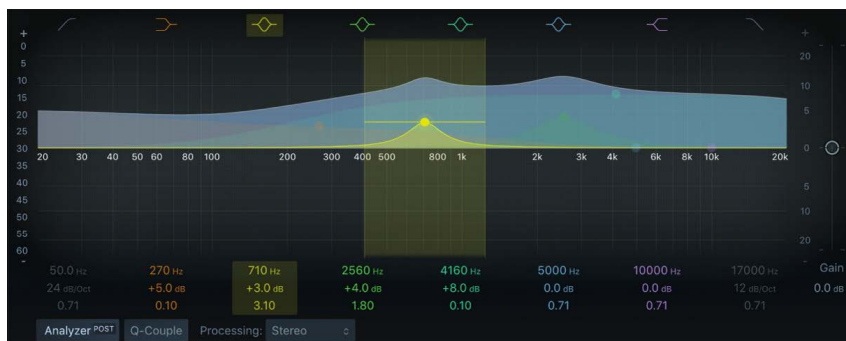 + +
0
5 20
10 10
15
20 5
25
30 20 30 40 50 60 80 100 200 300 400 500 800 1k 2k 3k 4k 6k 8k 10k 20k 0
35
40 5
45
50 10
55 20
60
- -
50.0 Hz 270 Hz 710 Hz 2560 Hz 4160 Hz 5000 Hz 10000 Hz 17000 Hz Gain
24 dB/Oct +5.0 dB +3.0 dB +4.0 dB +8.0 dB 0.0 dB 0.0 dB 12 dB/Oct 0.0 dB
0.71 0.10 3.10 1.80 0.10 0.71 0.71 0.71
Analyzer POST Q-Couple Processing: Stereo